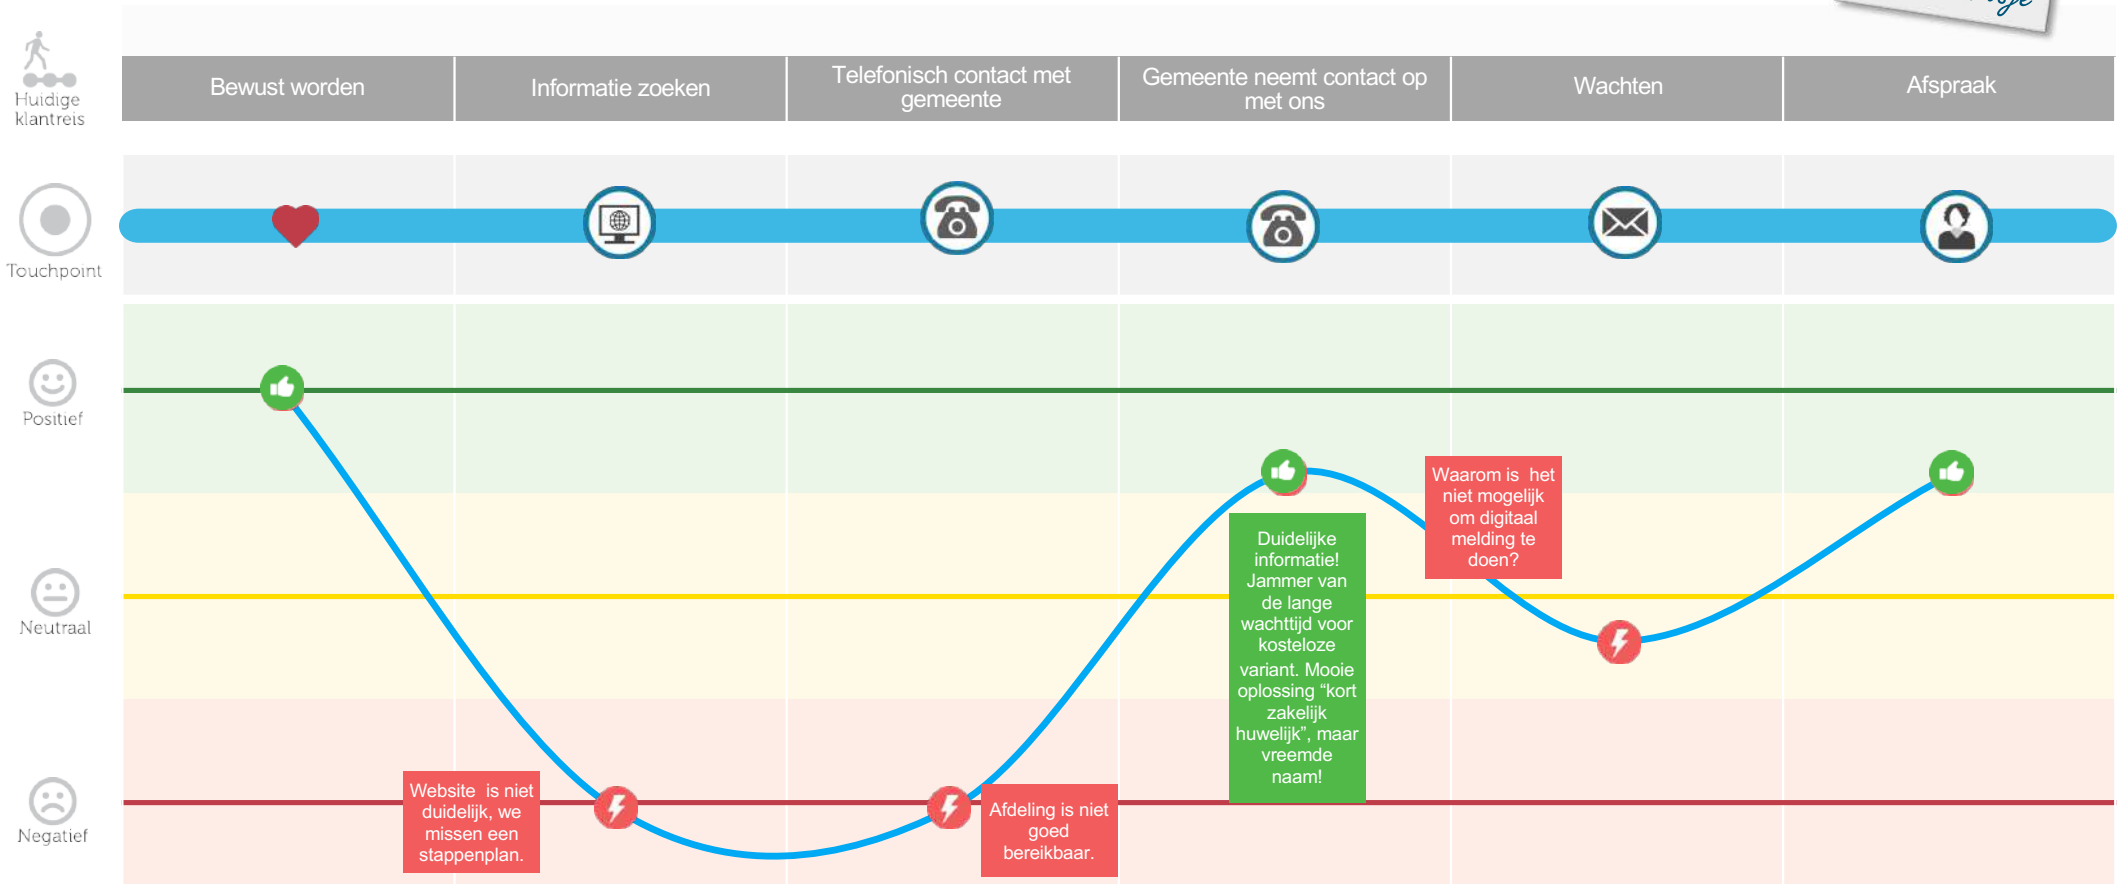 Huidige
klantreis
Bewust worden
Informatie zoeken
Telefonisch contact met
gemeente
Gemeente neemt contact op
met ons
Wachten
Afspraak
Touchpoint
Positief
Neutraal
Negatief
Website is niet
duidelijk, we
missen een
stappenplan.
Afdeling is niet
goed
bereikbaar.
Duidelijke
informatie!
Jammer van
de lange
wachttijd voor
kosteloze
variant. Mooie
oplossing “kort
zakelijk
huwelijk”, maar
vreemde
naam!
Waarom is het
niet mogelijk
om digitaal
melding te
doen?